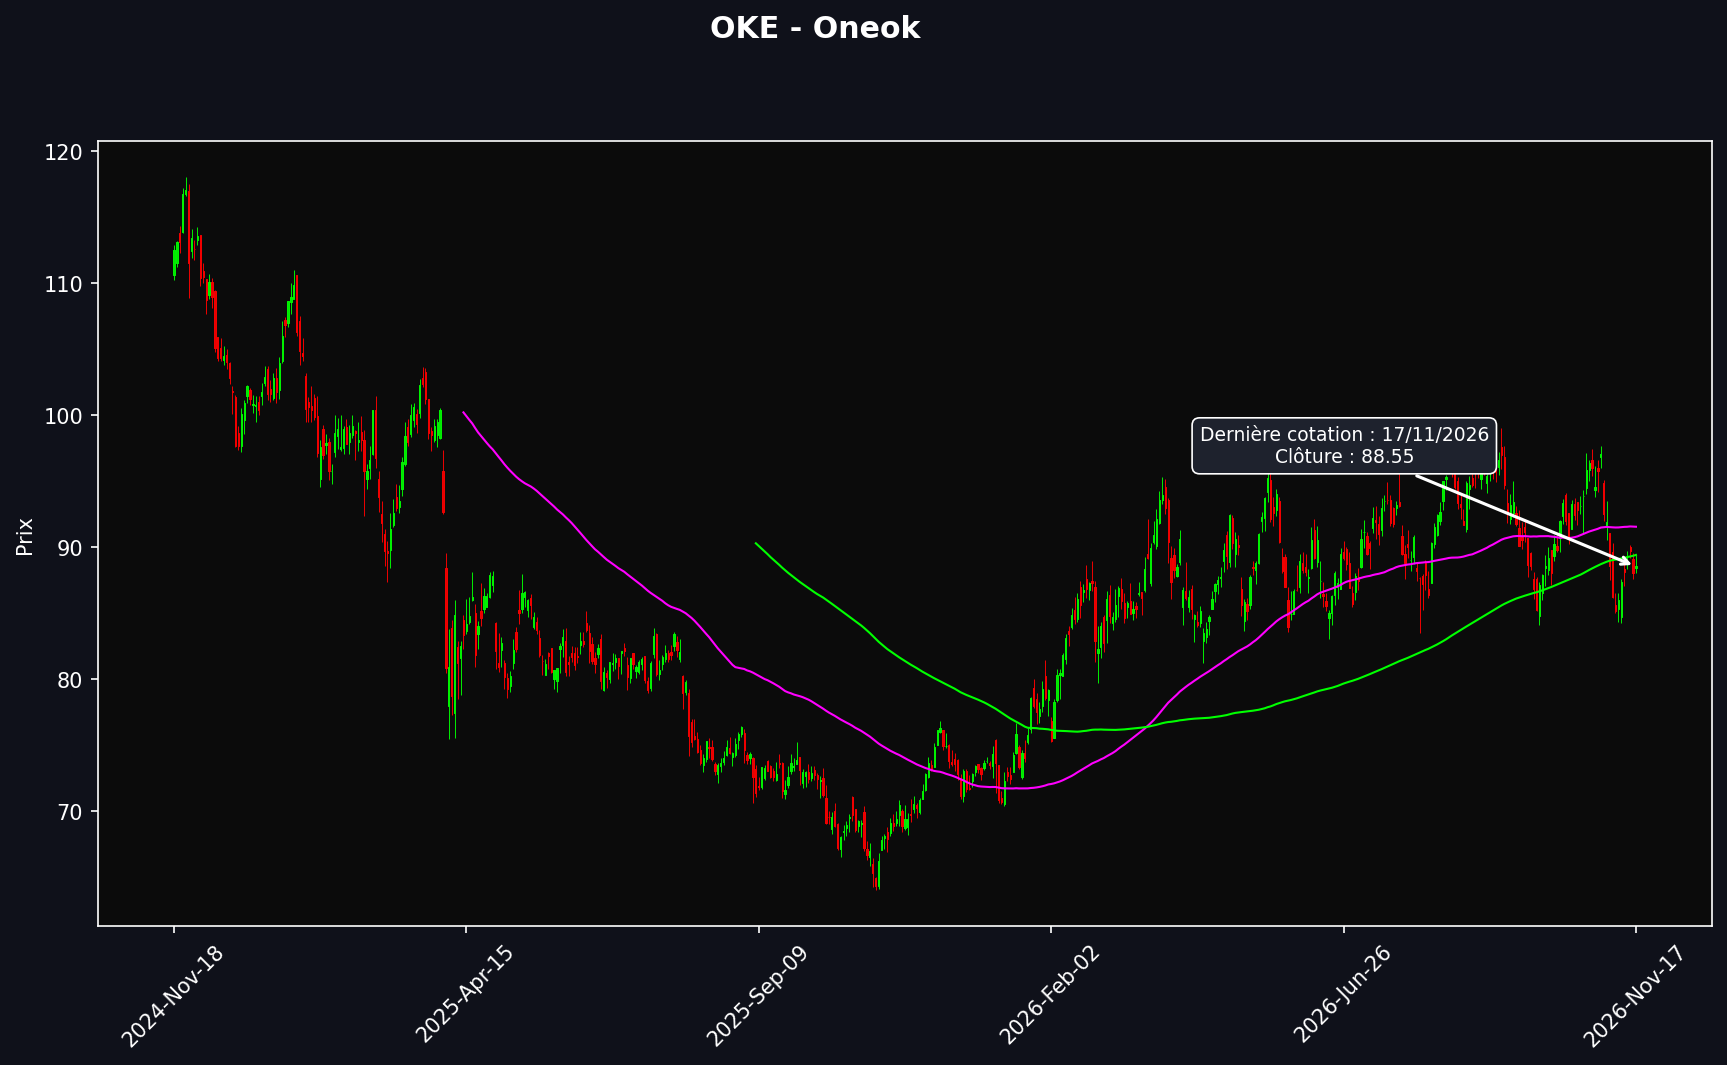 OKE - Oneok
120
110
100
90
80
70
Prix
Dernière cotation : 17/11/2026
Clôture : 88.55
2024-Nov-18
2025-Apr-15
2025-Sep-09
2026-Feb-02
2026-Jun-26
2026-Nov-17